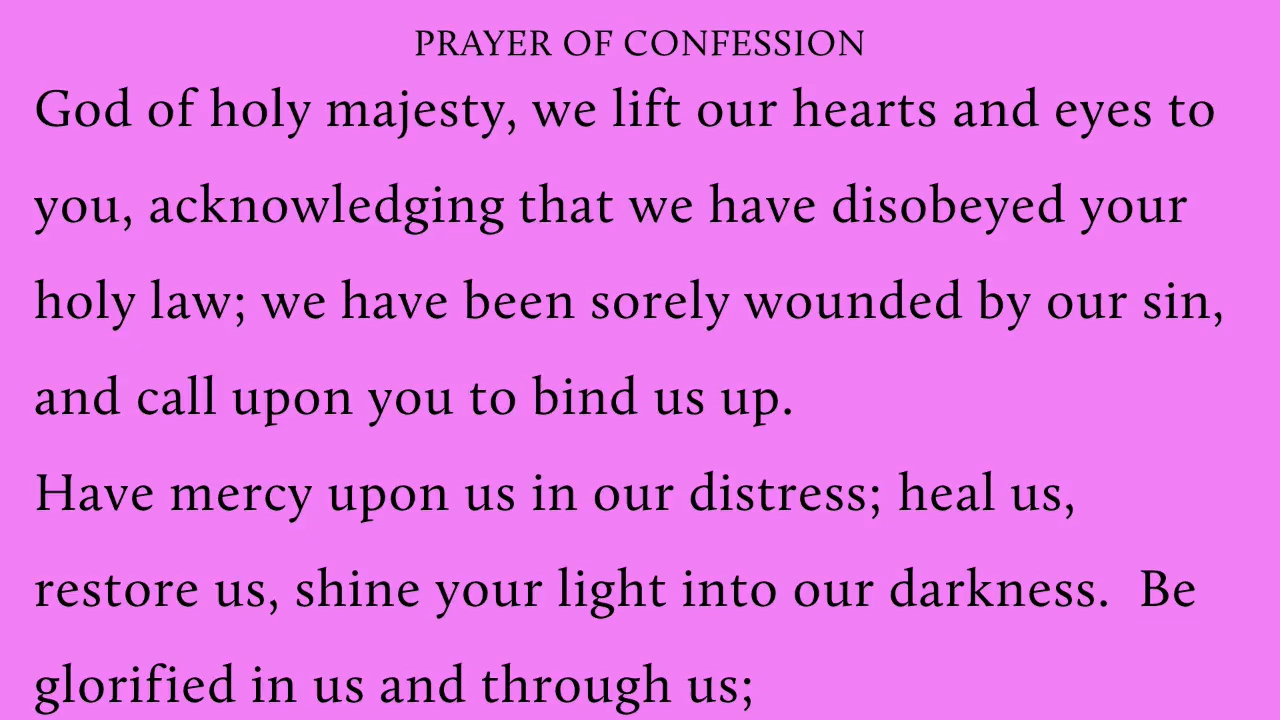 PRAYER OF CONFESSION
God of holy majesty, we lift our hearts and eyes to
you, acknowledging that we have disobeyed your
holy law; we have been sorely wounded by our sin,
and call upon you to bind us up.
Have mercy upon us in our distress; heal us,
restore us, shine your light into our darkness.  Be
glorified in us and through us;